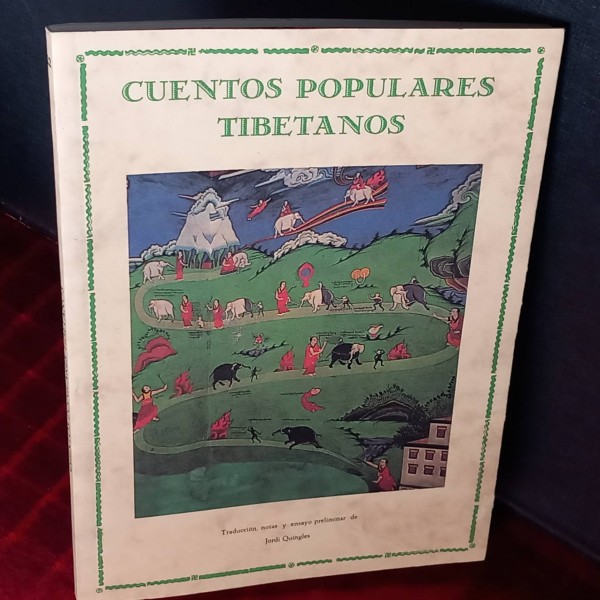 CUENTOS POPULARES
TIBETANOS
Traducción, notas y ensayo preliminar de
Jordi Quingles